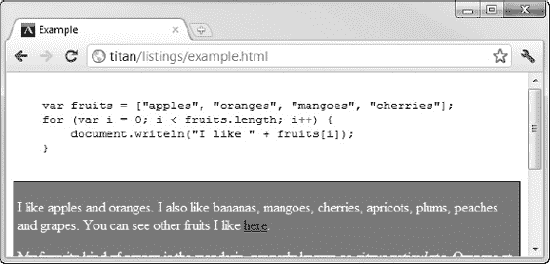 Example
titan/listings/example.html
var fruits = ["apples", "oranges", "mangoes", "cherries"];
for (var i = 0; i < fruits.length; i++) {
document.writeln("I like " + fruits[i]);
}
I like apples and oranges. I also like bananas, mangoes, cherries, apricots, plums, peaches
and grapes. You can see other fruits I like here.